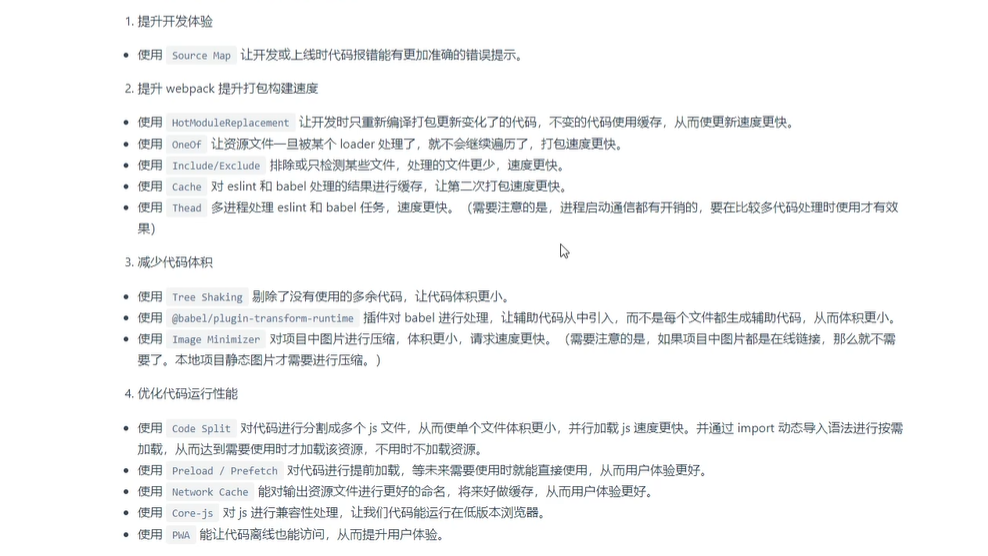 1. 提升开发体验
• 使用 Source Map 让开发或上线时代码报错能有更加准确的错误提示。
2. 提升 webpack 提升打包构建速度
• 使用 HotModuleReplacement 让开发时只重新编译打包更新变化了的代码，不变的代码使用缓存，从而使更新速度更快。
• 使用 OneOf 让资源文件一旦被某个 loader 处理了，就不会继续遍历了，打包速度更快。
• 使用 Include/Exclude 排除或只检测某些文件，处理的文件更少，速度更快。
• 使用 Cache 对 eslint 和 babel 处理的结果进行缓存，让第二次打包速度更快。
• 使用 Thead 多进程处理 eslint 和 babel 任务，速度更快。（需要注意的是，进程启动通信都有开销的，要在比较多代码处理时使用才有效
果）
3. 减少代码体积
• 使用 Tree Shaking 剔除了没有使用的多余代码，让代码体积更小。
• 使用 @babel/plugin-transform-runtime 插件对 babel 进行处理，让辅助代码从中引入，而不是每个文件都生成辅助代码，从而体积更小。
• 使用 Image Minimizer 对项目中图片进行压缩，体积更小，请求速度更快。（需要注意的是，如果项目中图片都是在线链接，那么就不需
要了。本地项目静态图片才需要进行压缩。）
4. 优化代码运行性能
• 使用 Code Split 对代码进行分割成多个 js 文件，从而使单个文件体积更小，并行加载 js 速度更快。并通过 import 动态导入语法进行按需
加载，从而达到需要使用时才加载该资源，不用时不加载资源。
• 使用 Preload / Prefetch 对代码进行提前加载，等未来需要使用时就能直接使用，从而用户体验更好。
• 使用 Network Cache 能对输出资源文件进行更好的命名，将来好做缓存，从而用户体验更好。
• 使用 Core-js 对 js 进行兼容性处理，让我们代码能运行在低版本浏览器。
• 使用 PWA 能让代码离线也能访问，从而提升用户体验。